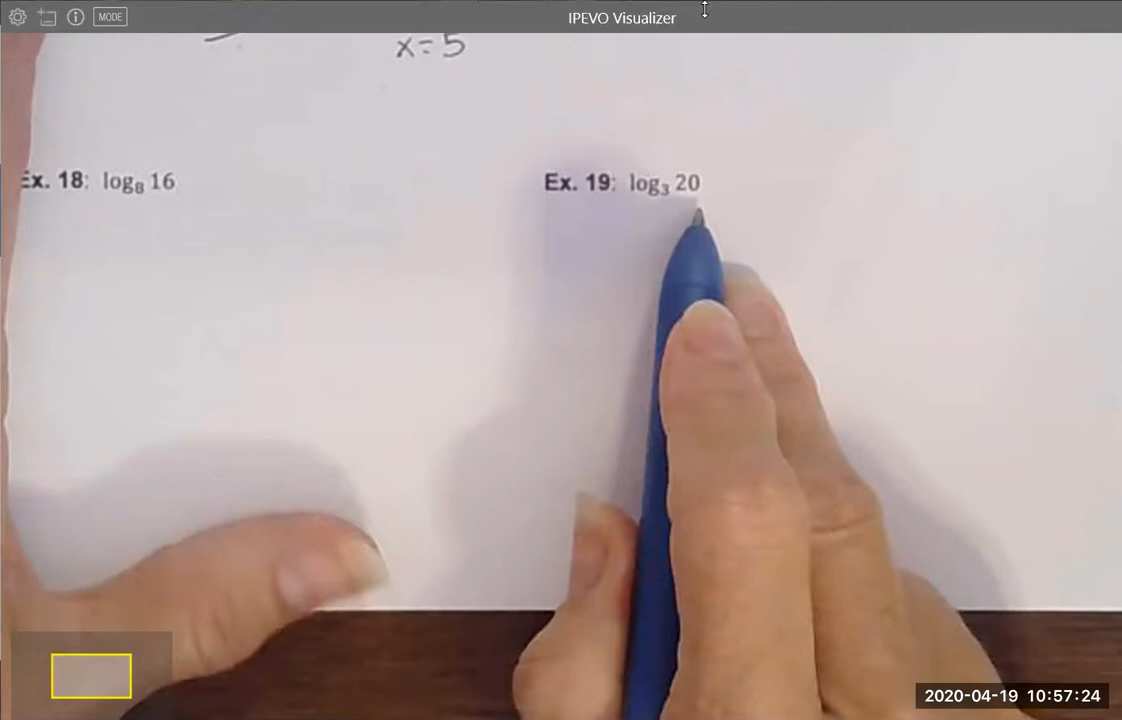 MODE
IPEVO Visualizer
x=5
Ex. 18: log₈ 16
Ex. 19: log₃ 20
2020-04-19 10:57:24